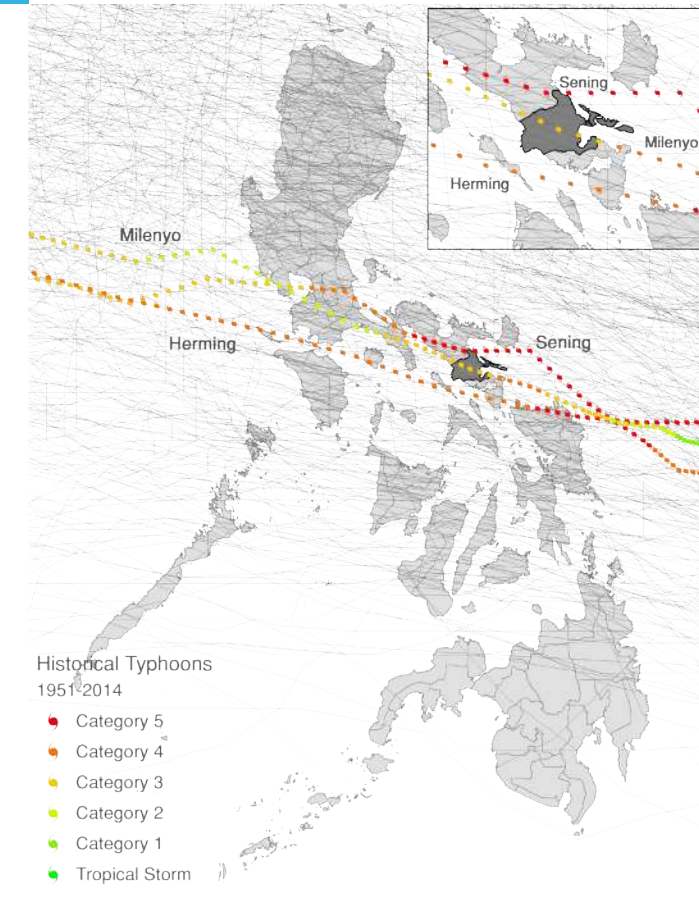 Sening
Milenyo
Herming
Milenyo
Herming
Sening
Historical Typhoons
1951-2014
Category 5
Category 4
Category 3
Category 2
Category 1
Tropical Storm